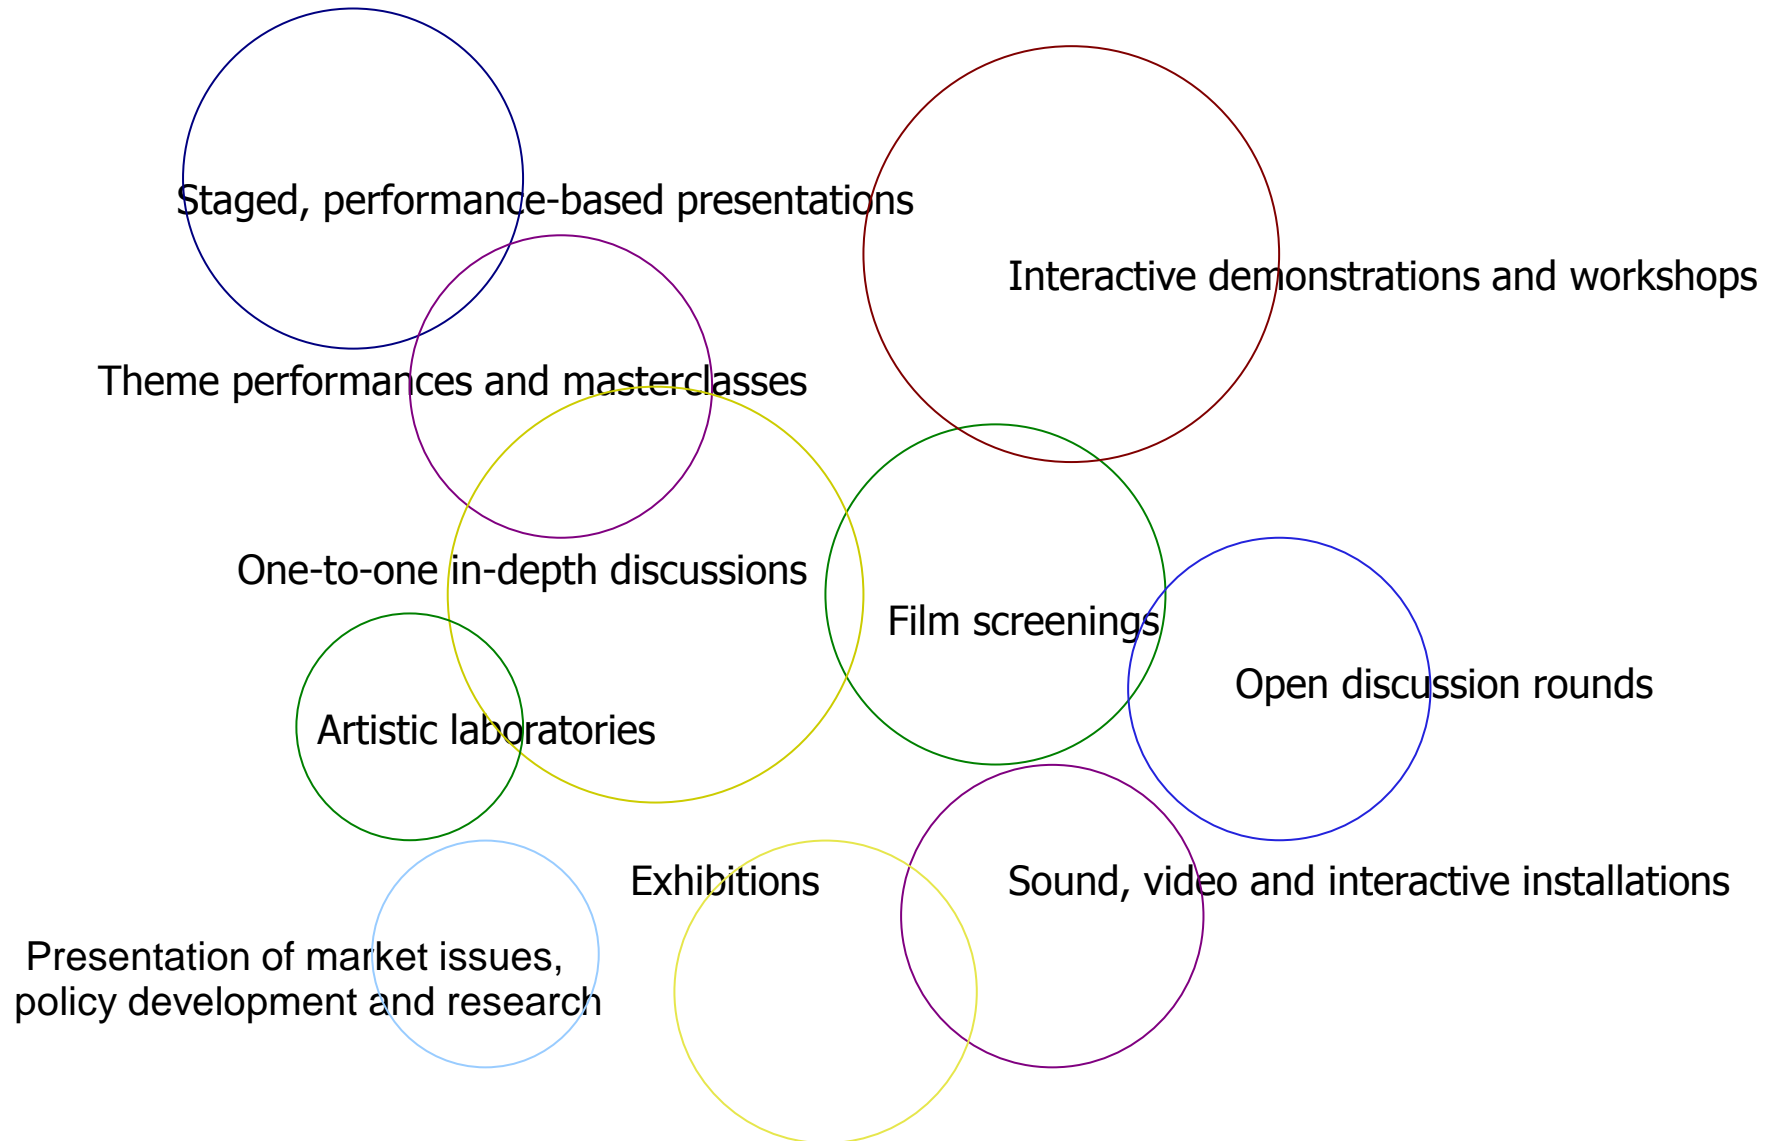 Staged, performance-based presentations
Interactive demonstrations and workshops
Theme performances and masterclasses
One-to-one in-depth discussions
Film screenings
Open discussion rounds
Artistic laboratories
Exhibitions
Sound, video and interactive installations
Presentation of market issues,
policy development and research